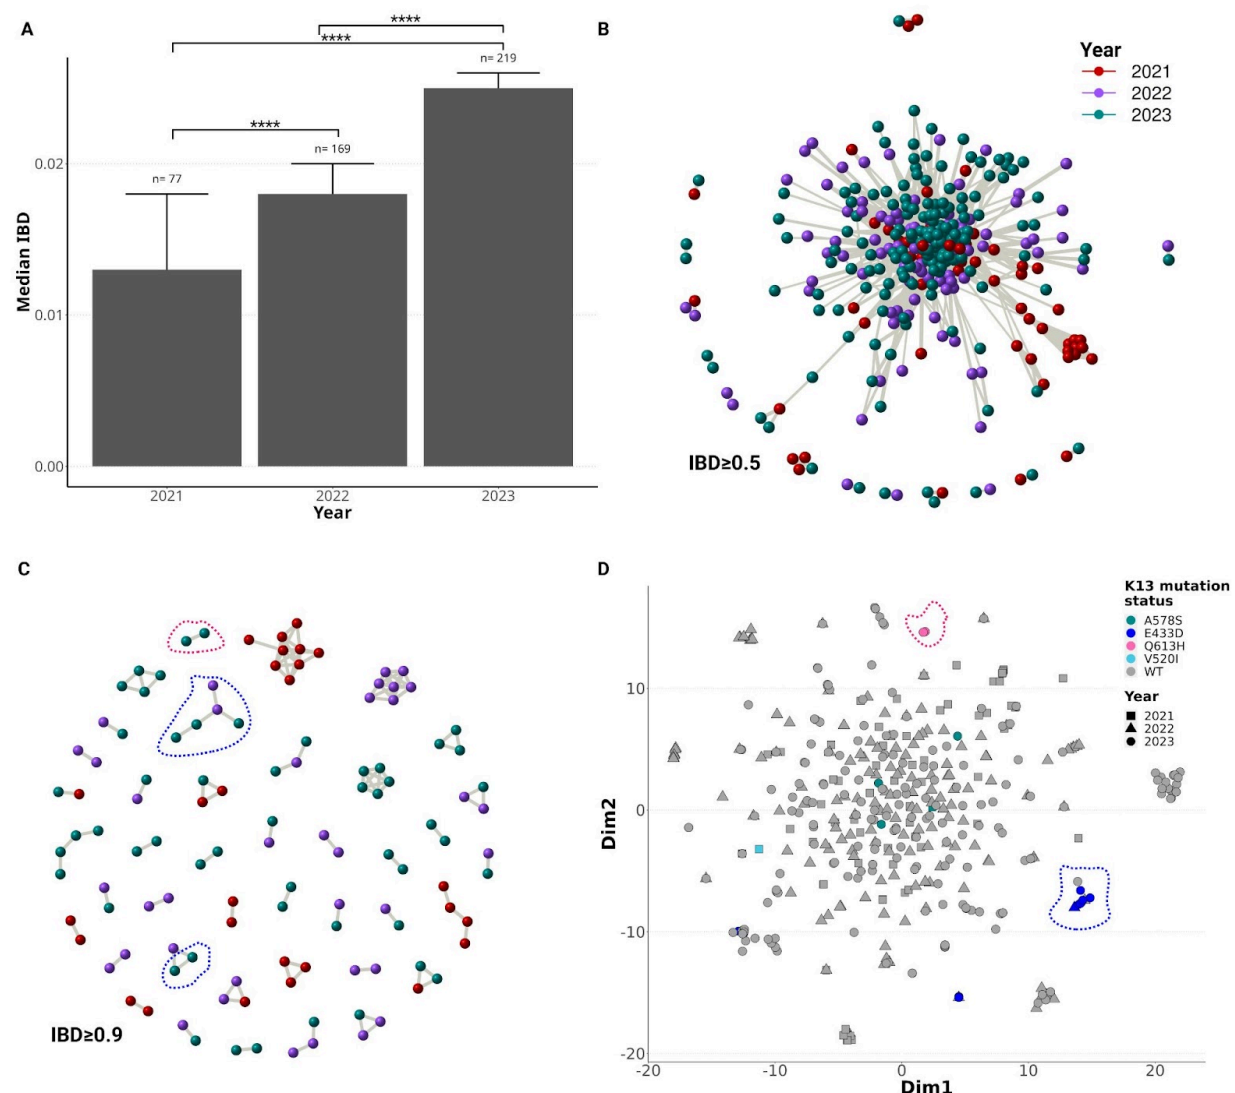 A
****
****
n= 219
****
n= 169
n= 77
0.02
0.01
0.00
Median IBD
2021
2022
2023
Year
B
Year
2021
2022
2023
IBD≥0.5
C
IBD≥0.9
D
K13 mutation
status
A578S
E433D
Q613H
V520I
WT
Year
2021
2022
2023
10
0
-10
-20
Dim2
-20
-10
0
10
20
Dim1